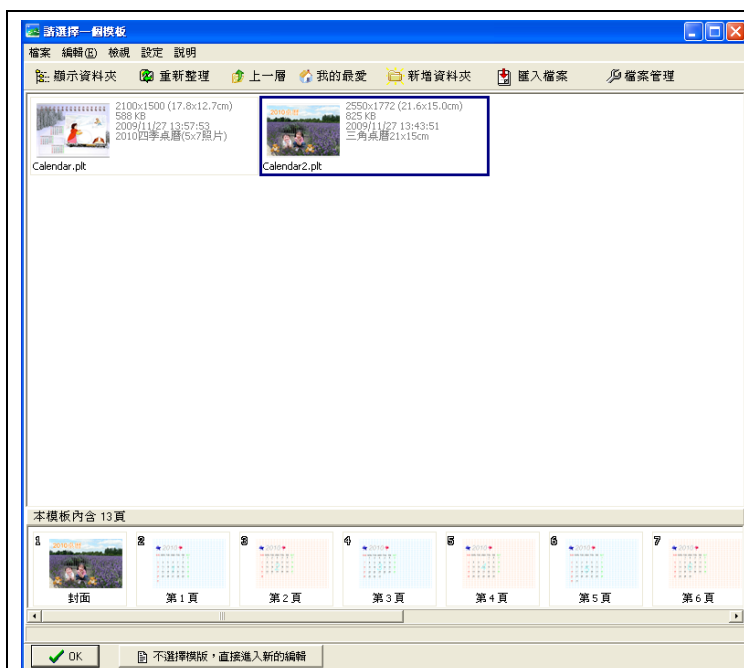 請選擇一個模板
檔案 編輯(E) 檢視 設定 說明
顯示資料夾 重新整理 上一層 我的最愛 新增資料夾 匯入檔案 檔案管理
2100x1500 (17.8x12.7cm)
588 KB
2009/11/27 13:57:53
2010四季桌曆(5x7照片)
Calendar.plt
2550x1772 (21.6x15.0cm)
825 KB
2009/11/27 13:43:51
三角桌曆21x15cm
Calendar2.plt
本模板內含 13頁
1 2 3 4 5 6 7
2010 2010 2010 2010 2010 2010
封面 第1頁 第2頁 第3頁 第4頁 第5頁 第6頁
OK 不選擇模版，直接進入新的編輯